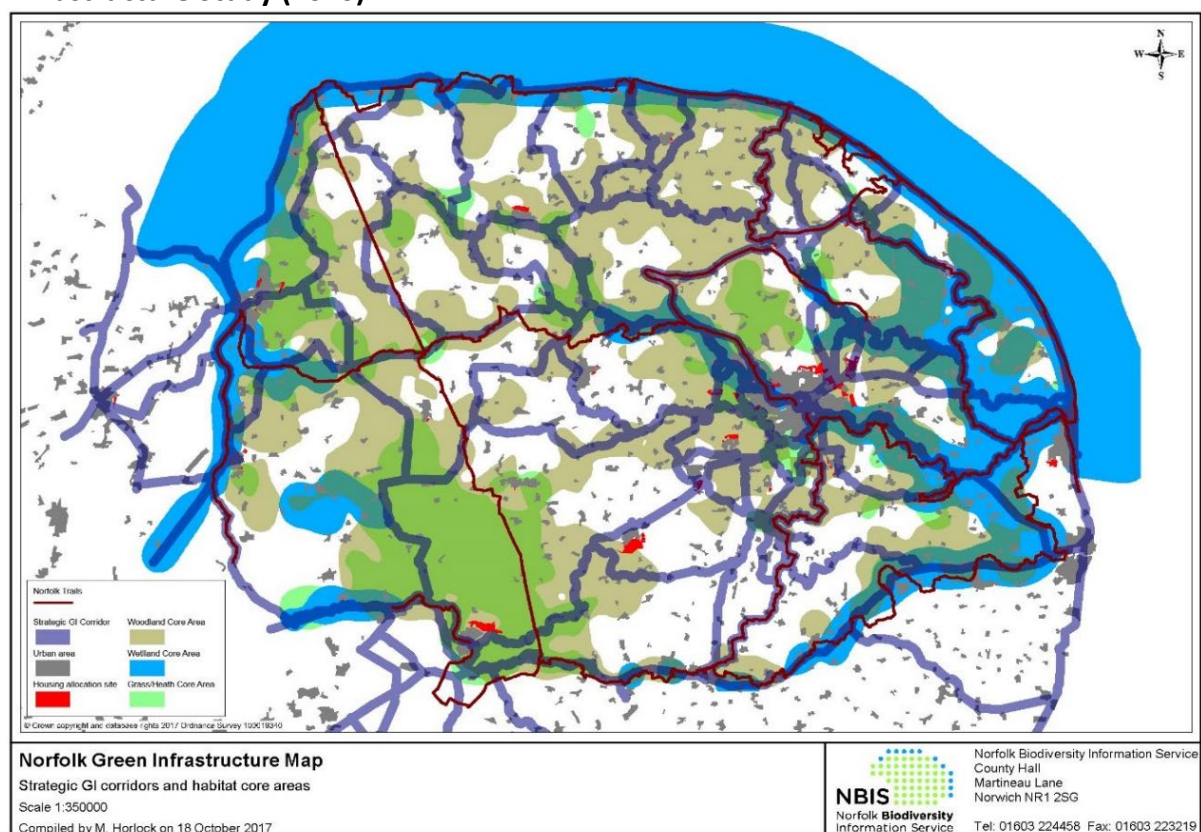 N
W E
S
Norfolk Trails
Strategic GI Corridor
Woodland Core Area
Urban area
Wetland Core Area
Housing allocation site
Grass/Heath Core Area
© Crown copyright and database rights 2017 Ordnance Survey 100019340
Norfolk Green Infrastructure Map
Strategic GI corridors and habitat core areas
Scale 1:350000
Compiled by M. Horlock on 18 October 2017
NBIS
Norfolk Biodiversity
Information Service
Norfolk Biodiversity Information Service
County Hall
Martineau Lane
Norwich NR1 2SG
Tel: 01603 224458 Fax: 01603 223219